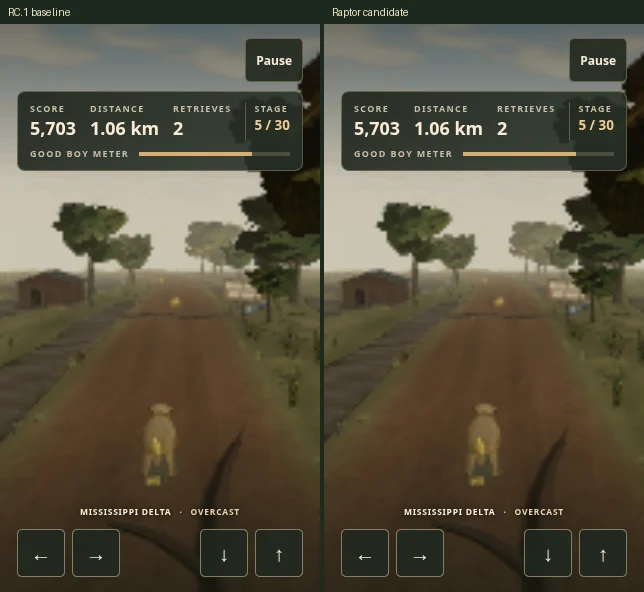 RC.1 baseline
Pause
SCORE DISTANCE RETRIEVES STAGE
5,703 1.06 km 2 5 / 30
GOOD BOY METER
MISSISSIPPI DELTA · OVERCAST
← → ↓ ↑
Raptor candidate
Pause
SCORE DISTANCE RETRIEVES STAGE
5,703 1.06 km 2 5 / 30
GOOD BOY METER
MISSISSIPPI DELTA · OVERCAST
← → ↓ ↑